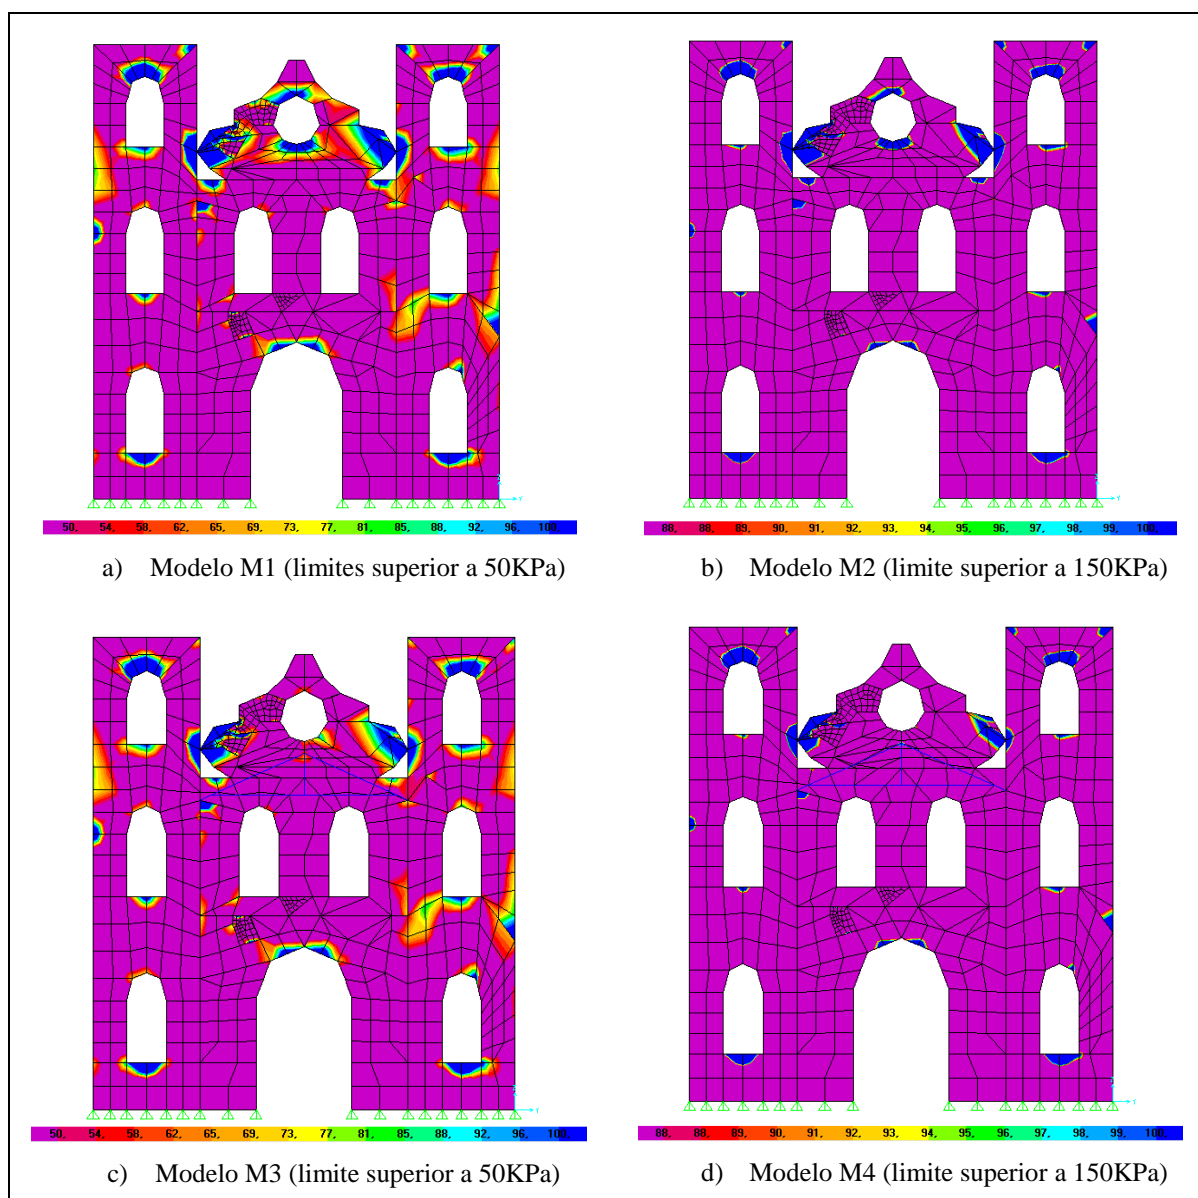 Y
Y
50, 54, 58, 62, 65, 69, 73, 77, 81, 85, 89, 92, 96, 100,
88, 88, 89, 90, 91, 92, 93, 94, 95, 96, 97, 98, 99, 100,
a) Modelo M1 (limites superior a 50KPa)
b) Modelo M2 (limite superior a 150KPa)
Y
Y
50, 54, 58, 62, 65, 69, 73, 77, 81, 85, 89, 92, 96, 100,
88, 88, 89, 90, 91, 92, 93, 94, 95, 96, 97, 98, 99, 100,
c) Modelo M3 (limite superior a 50KPa)
d) Modelo M4 (limite superior a 150KPa)